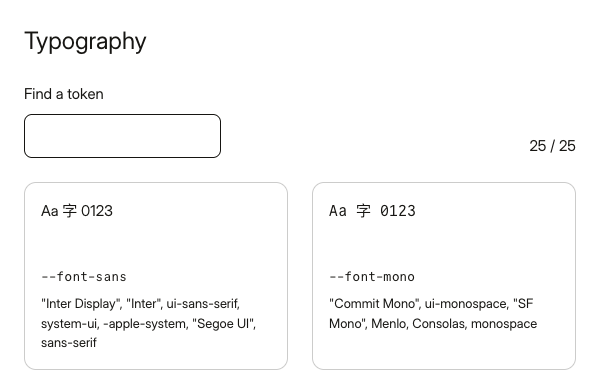 Typography
Find a token
25 / 25
Aa 字 0123
--font-sans
"Inter Display", "Inter", ui-sans-serif,
system-ui, -apple-system, "Segoe UI",
sans-serif
Aa 字 0123
--font-mono
"Commit Mono", ui-monospace, "SF
Mono", Menlo, Consolas, monospace